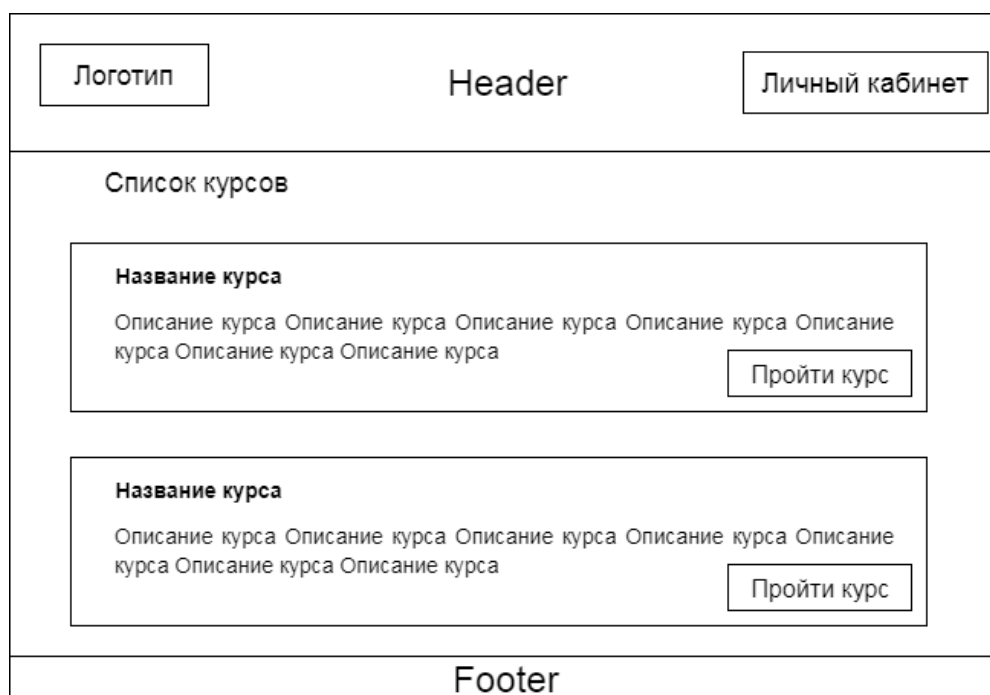 Логотип
Header
Личный кабинет
Список курсов
Название курса
Описание курса Описание курса Описание курса Описание курса Описание
курса Описание курса Описание курса
Пройти курс
Название курса
Описание курса Описание курса Описание курса Описание курса Описание
курса Описание курса Описание курса
Пройти курс
Footer